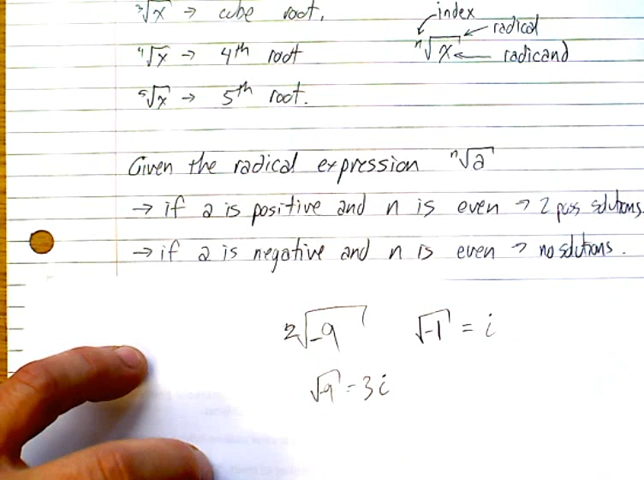 ³√x → cube root.
index
radical
⁴√x → 4th root
ⁿ√x ← radicand
⁵√x → 5th root.
Given the radical expression ⁿ√a
→ if a is positive and n is even → 2 poss solutions.
→ if a is negative and n is even → no solutions.
²√-9 √-1 = i
√-9 = 3i